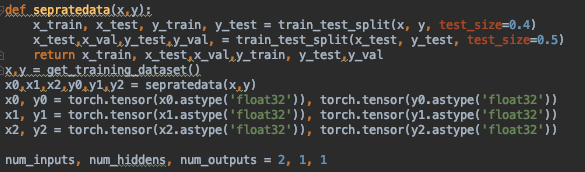 def sepratedata(x,y):
    x_train, x_test, y_train, y_test = train_test_split(x, y, test_size=0.4)
    x_test,x_val,y_test,y_val, = train_test_split(x_test, y_test, test_size=0.5)
    return x_train, x_test,x_val,y_train, y_test,y_val
x,y = get_training_dataset()
x0,x1,x2,y0,y1,y2 = sepratedata(x,y)
x0, y0 = torch.tensor(x0.astype('float32')), torch.tensor(y0.astype('float32'))
x1, y1 = torch.tensor(x1.astype('float32')), torch.tensor(y1.astype('float32'))
x2, y2 = torch.tensor(x2.astype('float32')), torch.tensor(y2.astype('float32'))
num_inputs, num_hiddens, num_outputs = 2, 1, 1